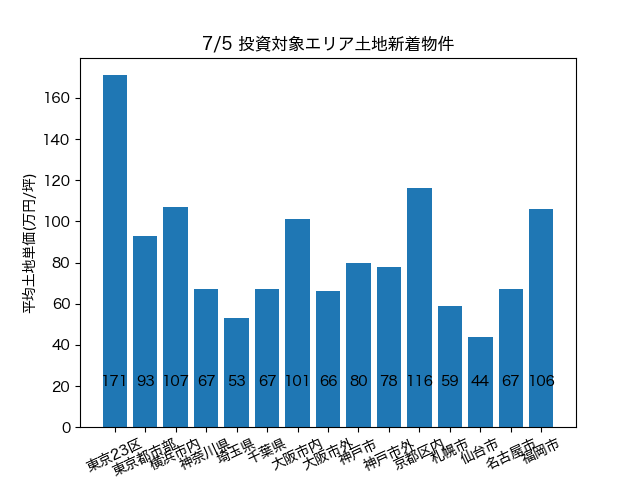 7/5 投資対象エリア土地新着物件
平均土地単価(万円/坪)
160
140
120
100
80
60
40
20
0
171 93 107 67 53 67 101 66 80 78 116 59 44 67 106
東京23区
東京都市部
横浜市内
神奈川県
埼玉県
千葉県
大阪市内
大阪市外
神戸市
神戸市外
京都区内
札幌市
仙台市
名古屋市
福岡市